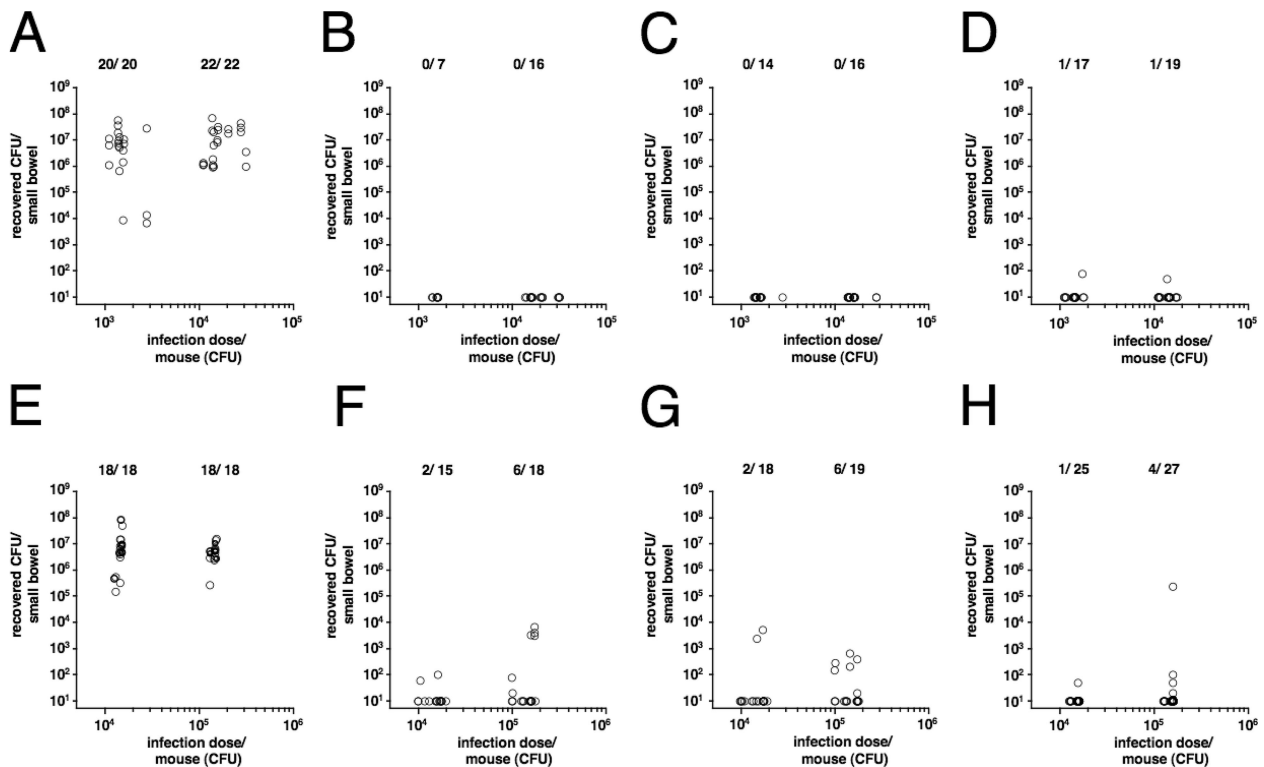 A
B
C
D
20/ 20 22/ 22
0/ 7 0/ 16
0/ 14 0/ 16
1/ 17 1/ 19
recovered CFU/
small bowel
10⁹
10⁸
10⁷
10⁶
10⁵
10⁴
10³
10²
10¹
10³ 10⁴ 10⁵
infection dose/
mouse (CFU)
recovered CFU/
small bowel
10⁹
10⁸
10⁷
10⁶
10⁵
10⁴
10³
10²
10¹
10³ 10⁴ 10⁵
infection dose/
mouse (CFU)
recovered CFU/
small bowel
10⁹
10⁸
10⁷
10⁶
10⁵
10⁴
10³
10²
10¹
10³ 10⁴ 10⁵
infection dose/
mouse (CFU)
recovered CFU/
small bowel
10⁹
10⁸
10⁷
10⁶
10⁵
10⁴
10³
10²
10¹
10³ 10⁴ 10⁵
infection dose/
mouse (CFU)
E
F
G
H
18/ 18 18/ 18
2/ 15 6/ 18
2/ 18 6/ 19
1/ 25 4/ 27
recovered CFU/
small bowel
10⁹
10⁸
10⁷
10⁶
10⁵
10⁴
10³
10²
10¹
10⁴ 10⁵ 10⁶
infection dose/
mouse (CFU)
recovered CFU/
small bowel
10⁹
10⁸
10⁷
10⁶
10⁵
10⁴
10³
10²
10¹
10⁴ 10⁵ 10⁶
infection dose/
mouse (CFU)
recovered CFU/
small bowel
10⁹
10⁸
10⁷
10⁶
10⁵
10⁴
10³
10²
10¹
10⁴ 10⁵ 10⁶
infection dose/
mouse (CFU)
recovered CFU/
small bowel
10⁹
10⁸
10⁷
10⁶
10⁵
10⁴
10³
10²
10¹
10⁴ 10⁵ 10⁶
infection dose/
mouse (CFU)